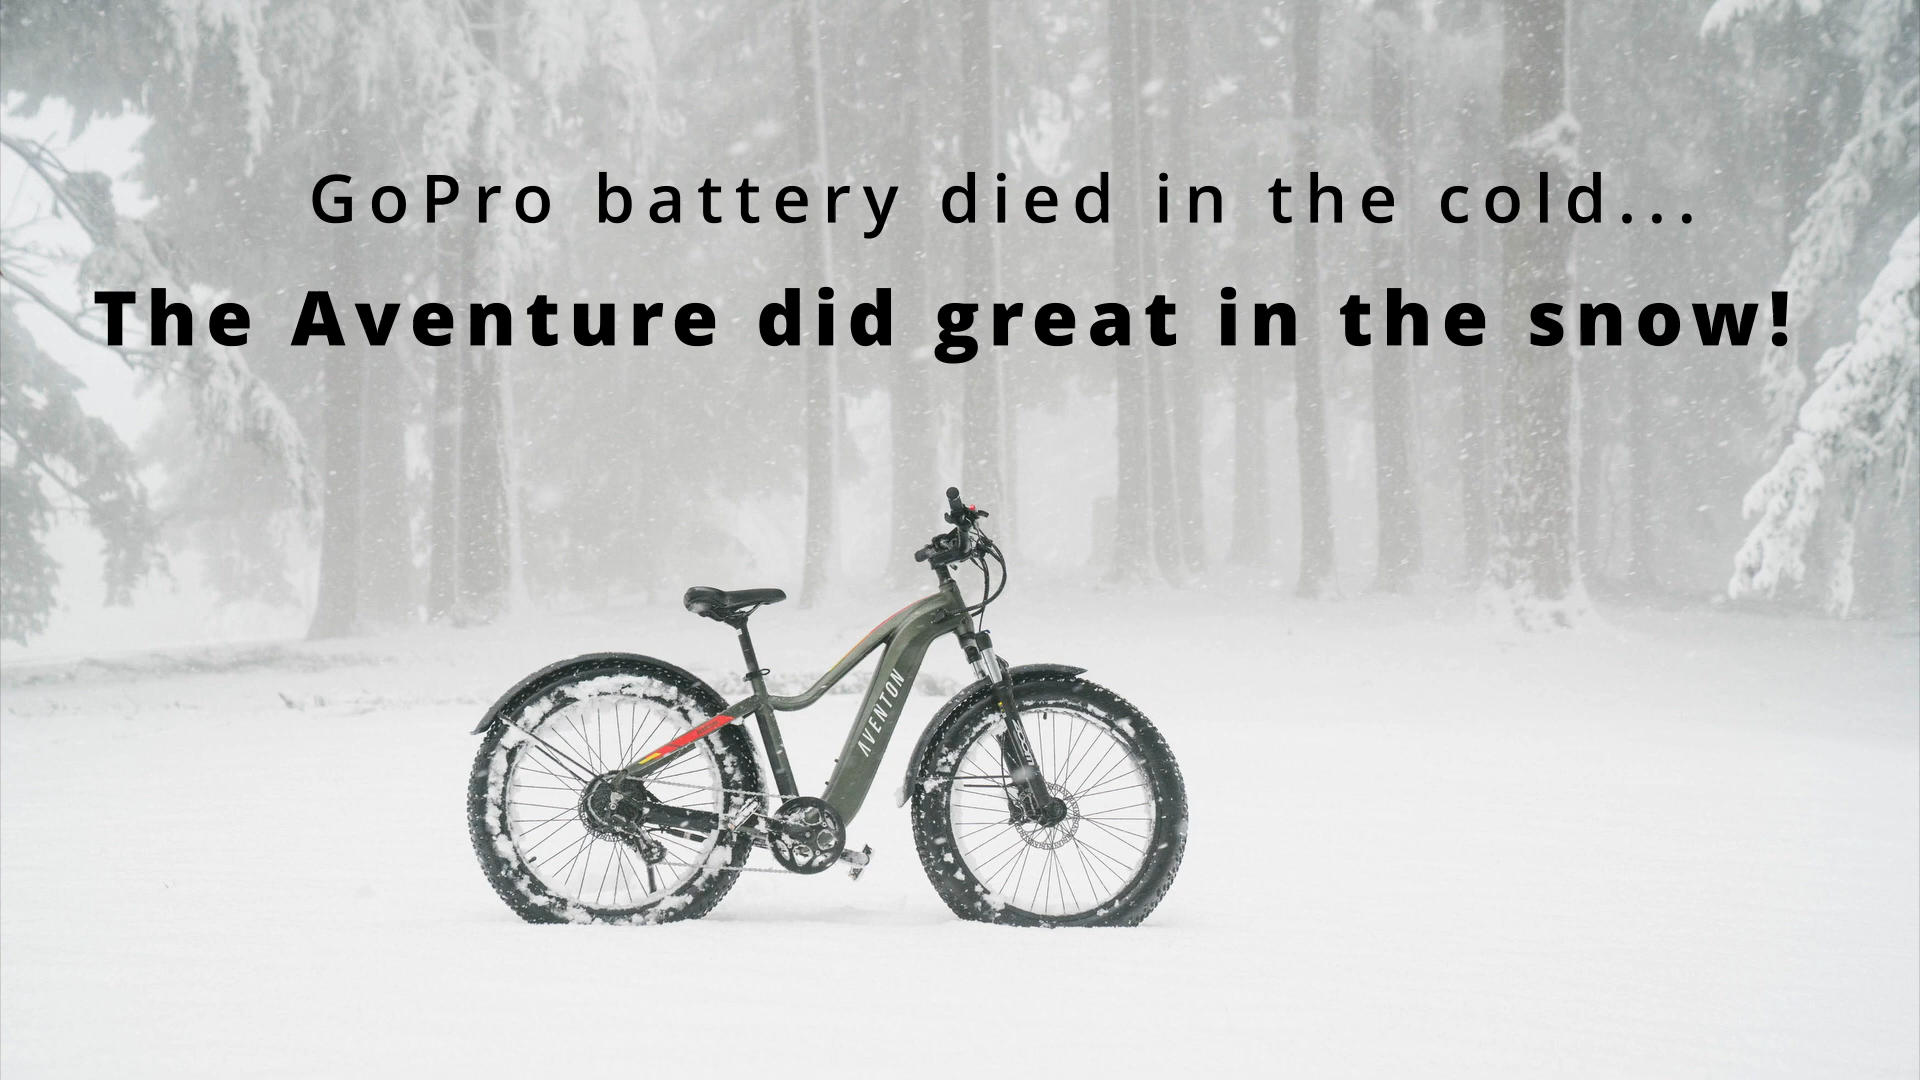 GoPro battery died in the cold...
The Aventure did great in the snow!
AVENTON